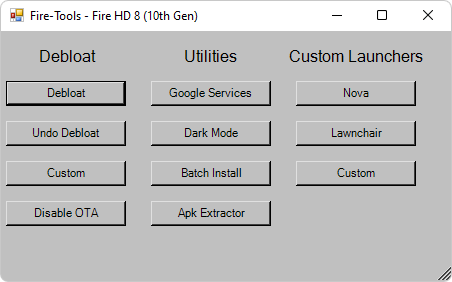 Fire-Tools - Fire HD 8 (10th Gen)
Debloat
Utilities
Custom Launchers
Debloat
Google Services
Nova
Undo Debloat
Dark Mode
Lawnchair
Custom
Batch Install
Custom
Disable OTA
Apk Extractor